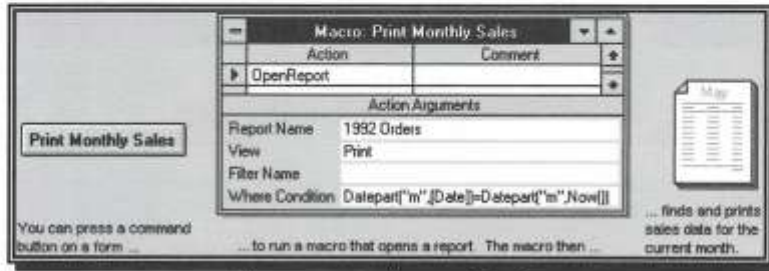 Macro: Print Monthly Sales
Action Comment
OpenReport
Action Arguments
Report Name 1992 Orders
View Print
Filter Name
Where Condition Datepart("m",[Date])=Datepart("m",Now())
Print Monthly Sales
May
You can press a command
button on a form ...
...to run a macro that opens a report. The macro then ...
... finds and prints
sales data for the
current month.